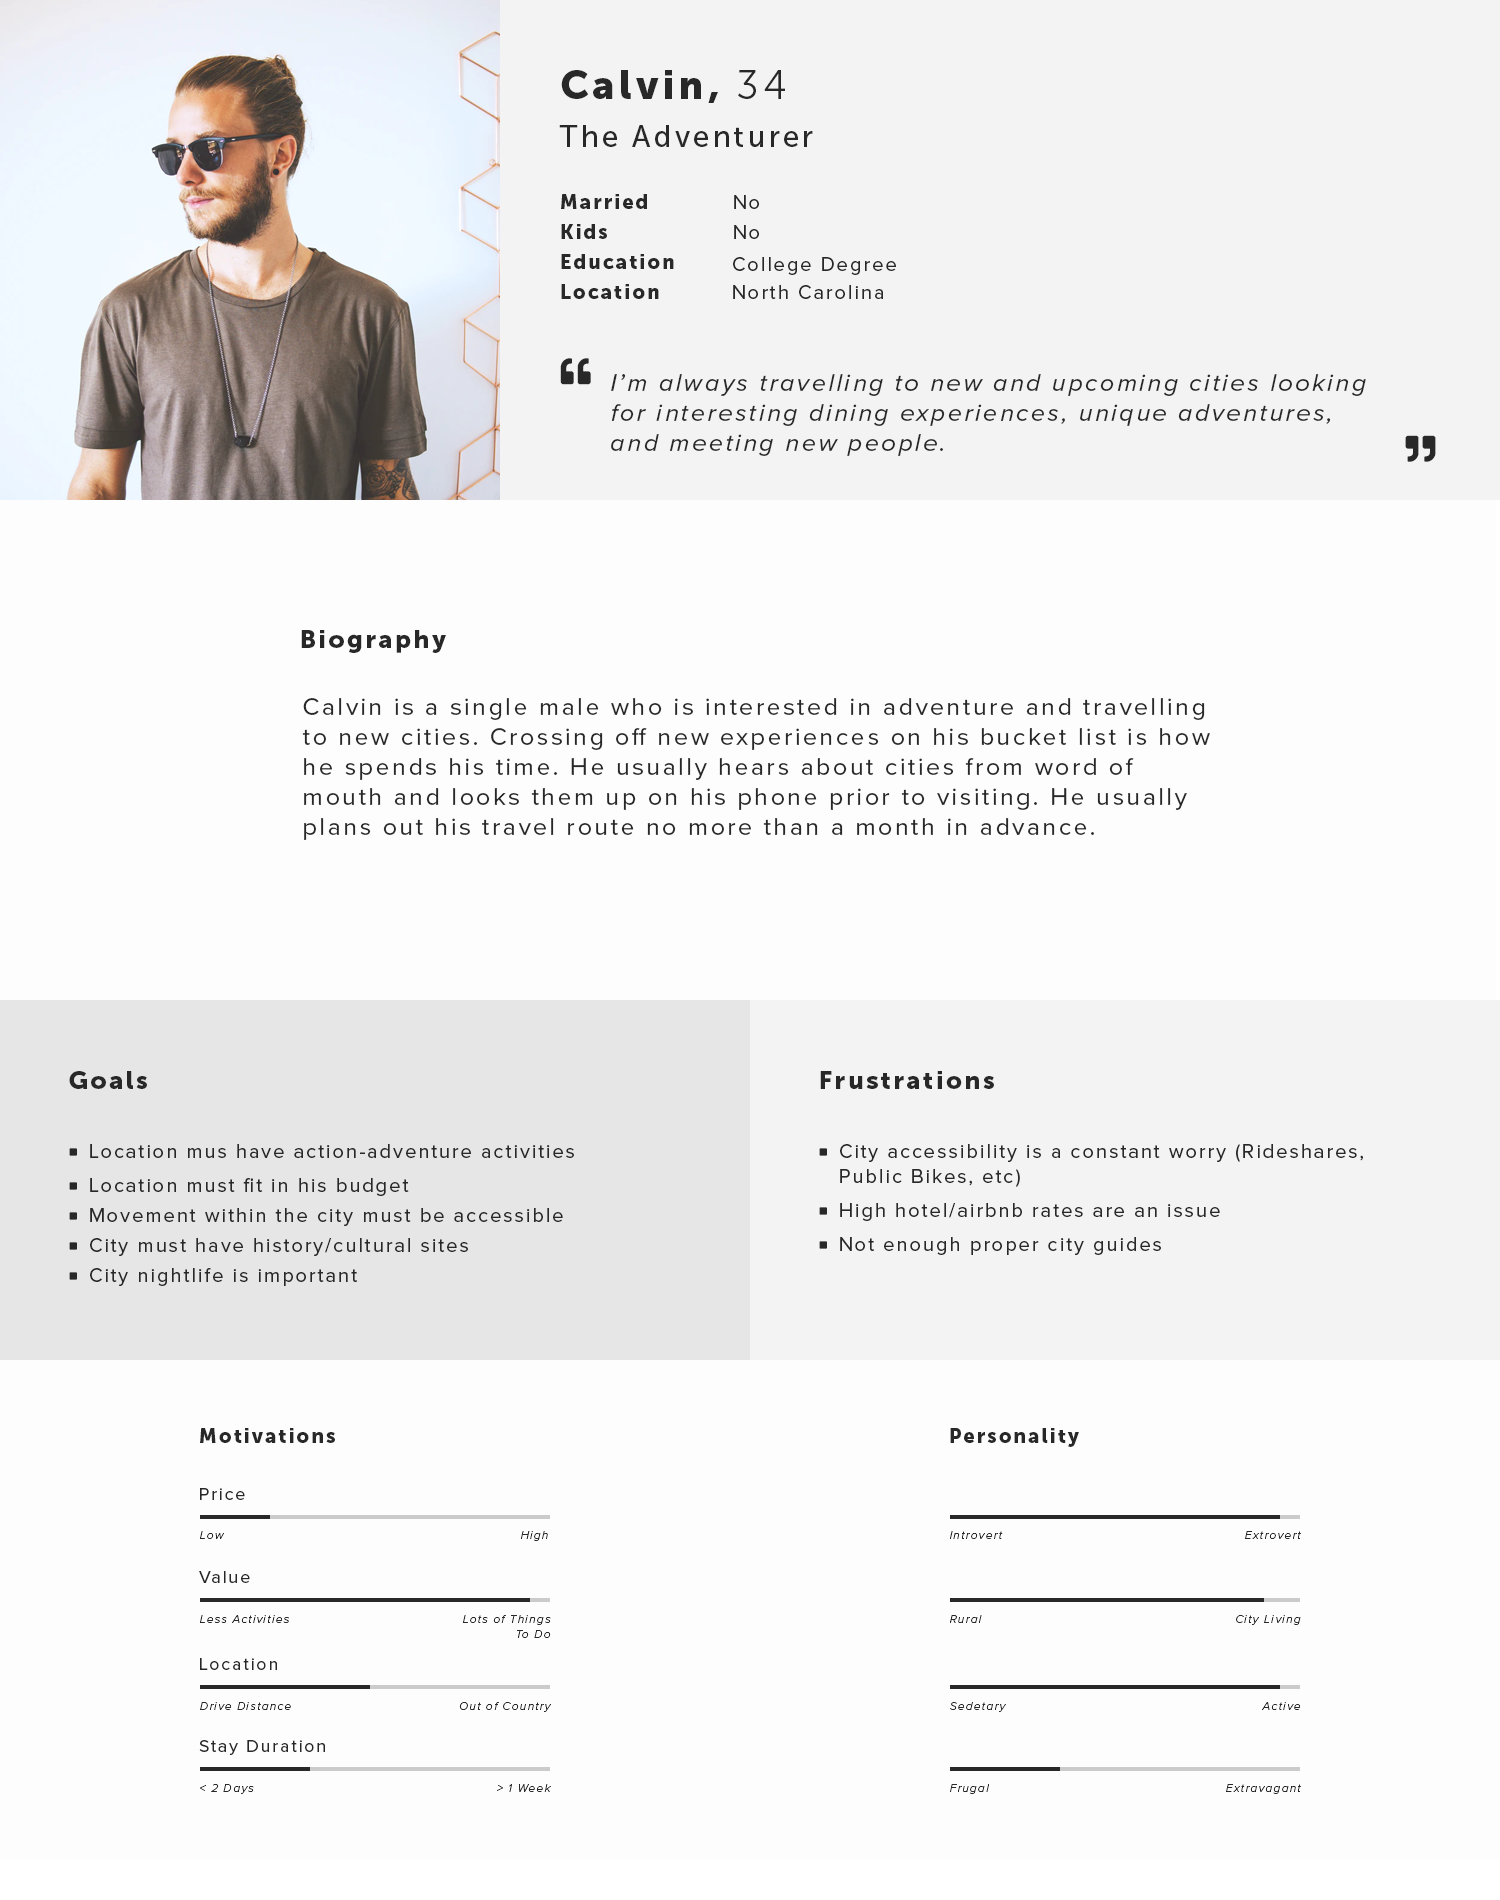 Calvin, 34
The Adventurer
Married No
Kids No
Education College Degree
Location North Carolina
“ I’m always travelling to new and upcoming cities looking
for interesting dining experiences, unique adventures,
and meeting new people. ”
Biography
Calvin is a single male who is interested in adventure and travelling
to new cities. Crossing off new experiences on his bucket list is how
he spends his time. He usually hears about cities from word of
mouth and looks them up on his phone prior to visiting. He usually
plans out his travel route no more than a month in advance.
Goals
▪ Location mus have action-adventure activities
▪ Location must fit in his budget
▪ Movement within the city must be accessible
▪ City must have history/cultural sites
▪ City nightlife is important
Frustrations
▪ City accessibility is a constant worry (Rideshares,
Public Bikes, etc)
▪ High hotel/airbnb rates are an issue
▪ Not enough proper city guides
Motivations
Price
Low High
Value
Less Activities Lots of Things
To Do
Location
Drive Distance Out of Country
Stay Duration
< 2 Days > 1 Week
Personality
Introvert Extrovert
Rural City Living
Sedetary Active
Frugal Extravagant